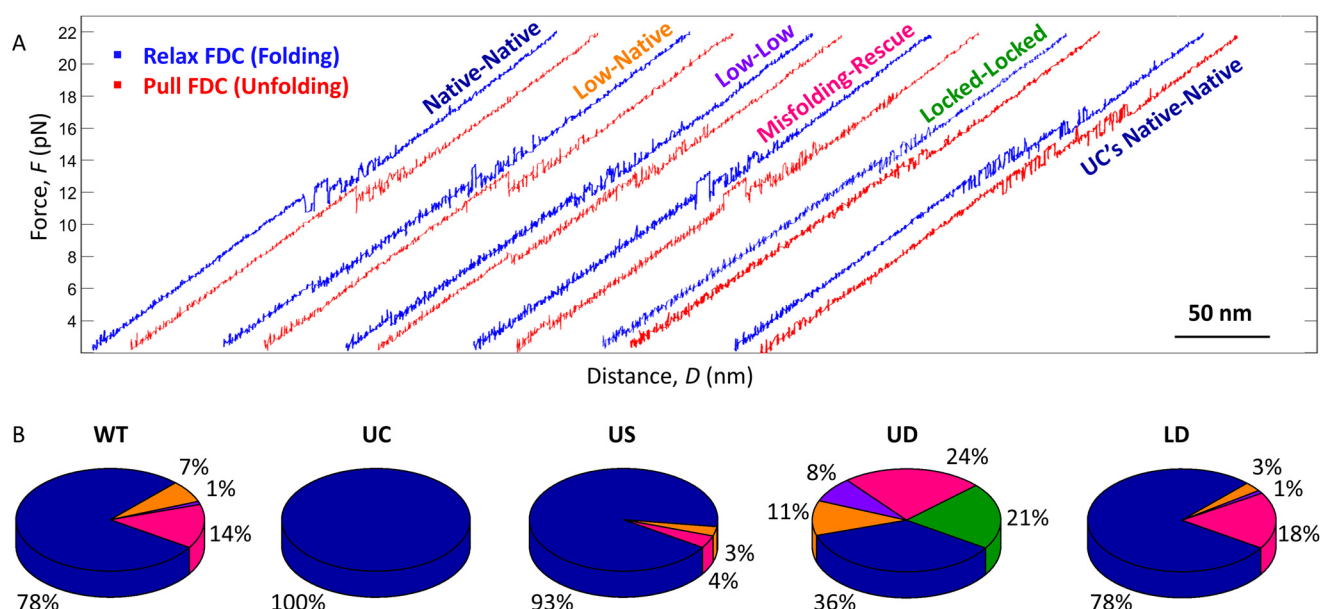 A
22
20
18
16
14
12
10
8
6
4
Force, F (pN)
Relax FDC (Folding)
Pull FDC (Unfolding)
Native-Native
Low-Native
Low-Low
Misfolding-Rescue
Locked-Locked
UC's Native-Native
50 nm
Distance, D (nm)
B
WT
7%
1%
14%
78%
UC
100%
US
3%
4%
93%
UD
24%
8%
11%
21%
36%
LD
3%
1%
18%
78%